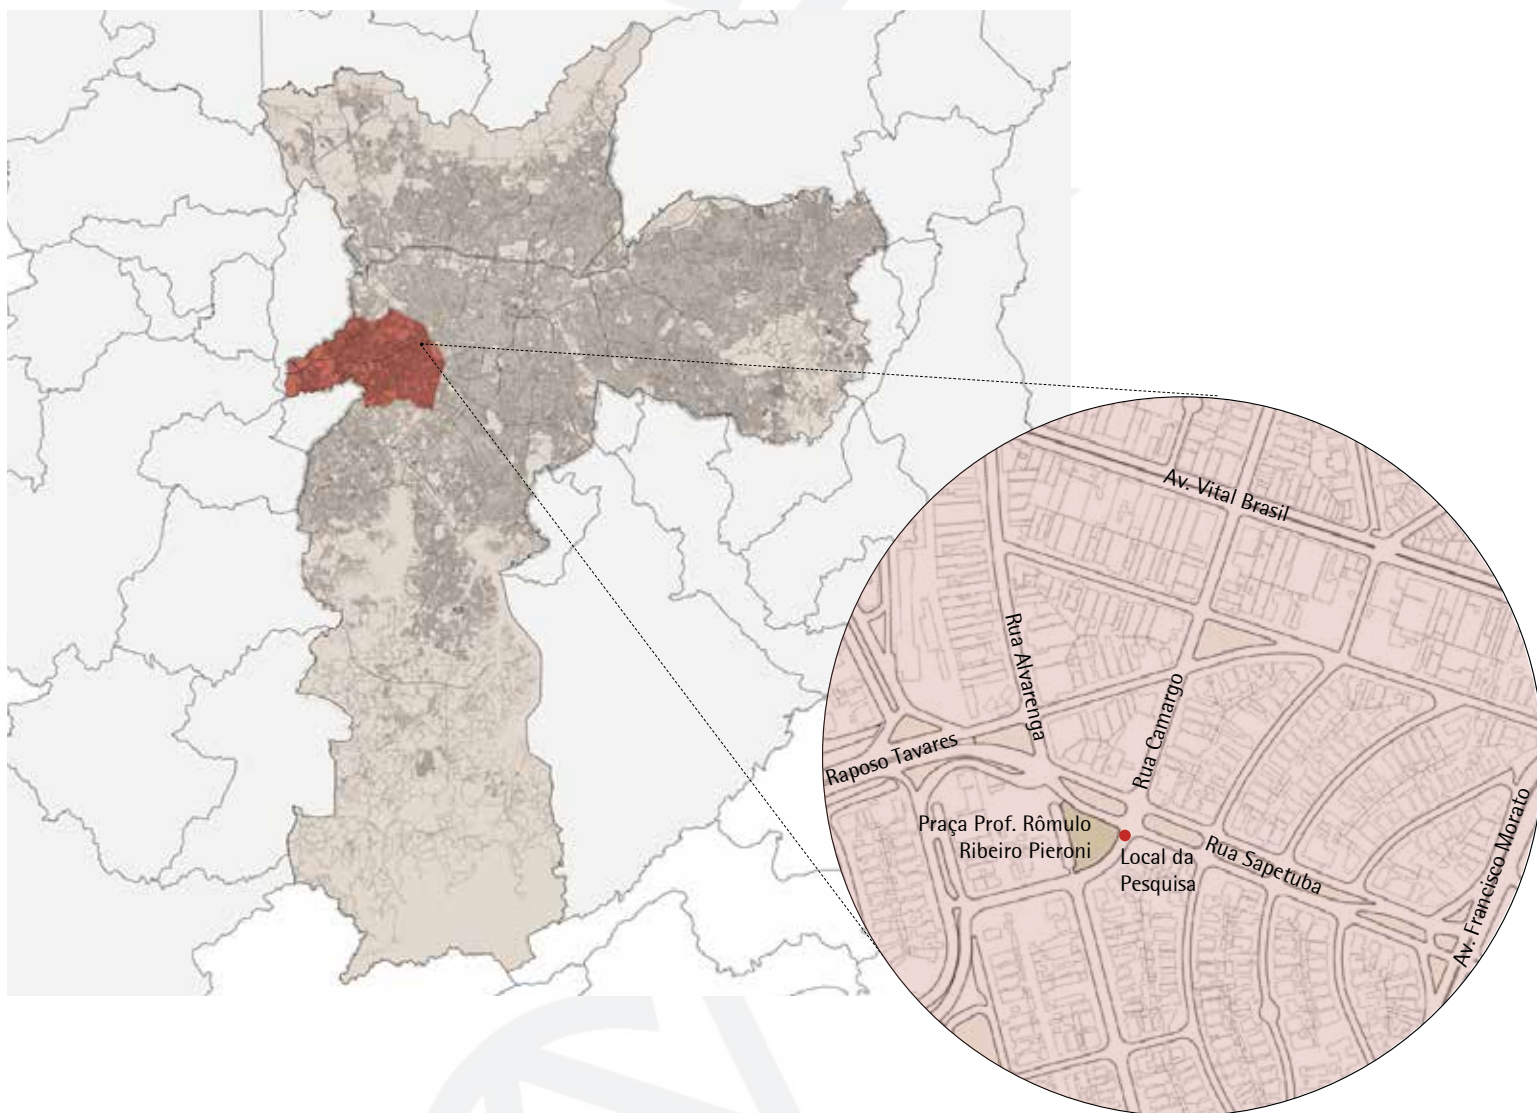 Av. Vital Brasil
Rua Alvarenga
Rua Camargo
Raposo Tavares
Praça Prof. Rômulo
Ribeiro Pieroni
Local da
Pesquisa
Rua Sapetuba
Av. Francisco Morato